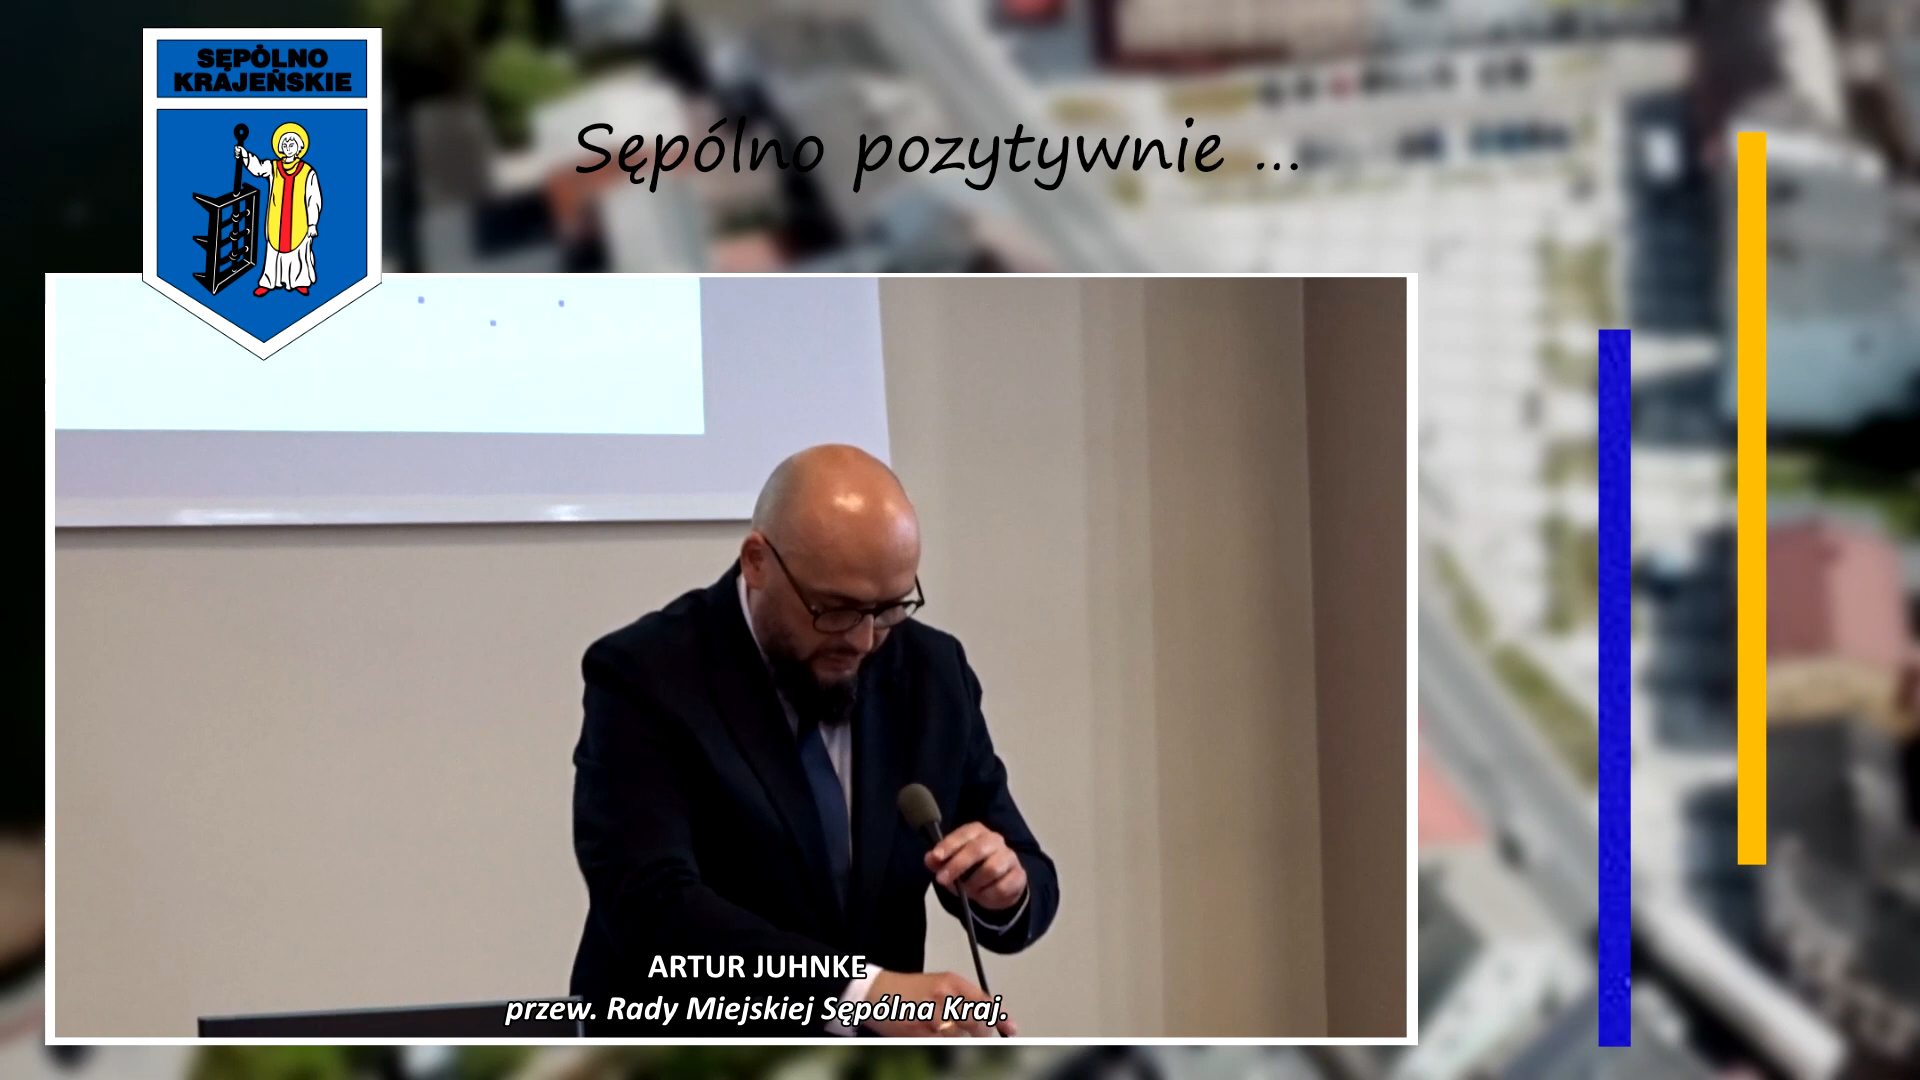 SĘPÓLNO
KRAJEŃSKIE
Sępólno pozytywnie ...
ARTUR JUHNKE
przew. Rady Miejskiej Sępólna Kraj.